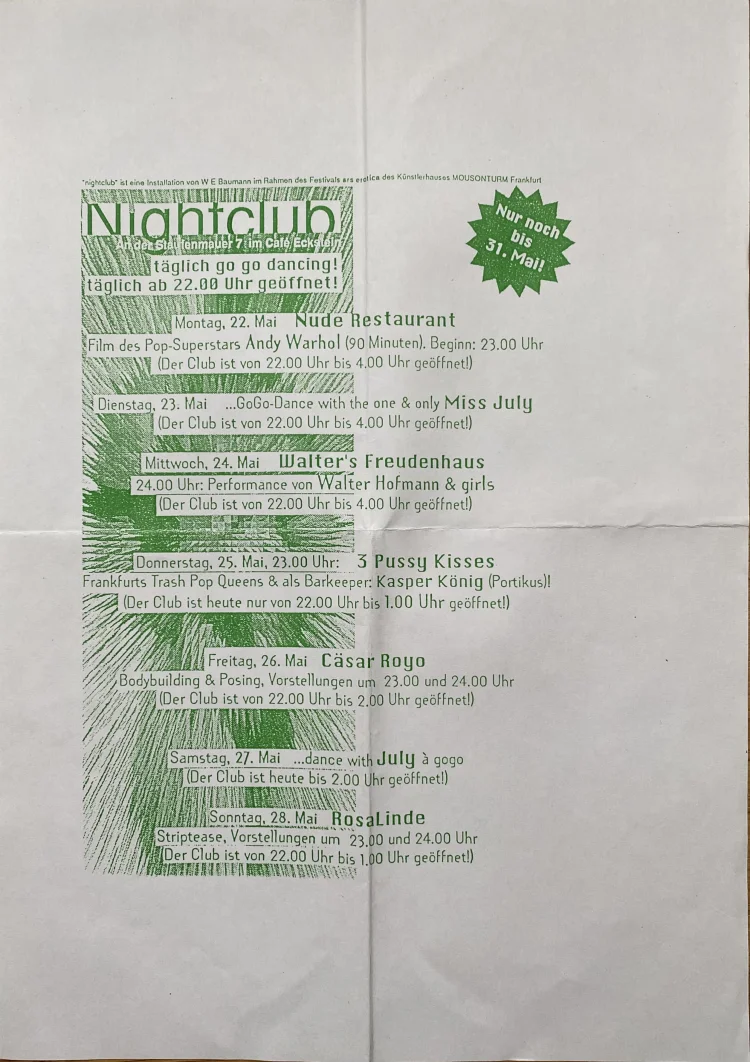 "nightclub" ist eine Installation von W E Baumann im Rahmen des Festivals ars erotica des Künstlerhauses MOUSONTURM Frankfurt
Nightclub
An der Staufenmauer 7: im Café Eckstein
täglich go go dancing!
täglich ab 22.00 Uhr geöffnet!
Nur noch
bis
31. Mai!
Montag, 22. Mai Nude Restaurant
Film des Pop-Superstars Andy Warhol (90 Minuten). Beginn: 23.00 Uhr
(Der Club ist von 22.00 Uhr bis 4.00 Uhr geöffnet!)
Dienstag, 23. Mai ...GoGo-Dance with the one & only Miss July
(Der Club ist von 22.00 Uhr bis 4.00 Uhr geöffnet!)
Mittwoch, 24. Mai Walter's Freudenhaus
24.00 Uhr: Performance von Walter Hofmann & girls
(Der Club ist von 22.00 Uhr bis 4.00 Uhr geöffnet!)
Donnerstag, 25. Mai, 23.00 Uhr: 3 Pussy Kisses
Frankfurts Trash Pop Queens & als Barkeeper: Kasper König (Portikus)!
(Der Club ist heute nur von 22.00 Uhr bis 1.00 Uhr geöffnet!)
Freitag, 26. Mai Cäsar Royo
Bodybuilding & Posing, Vorstellungen um 23.00 und 24.00 Uhr
(Der Club ist von 22.00 Uhr bis 2.00 Uhr geöffnet!)
Samstag, 27. Mai ...dance with July à gogo
(Der Club ist heute bis 2.00 Uhr geöffnet!)
Sonntag, 28. Mai RosaLinde
Striptease, Vorstellungen um 23.00 und 24.00 Uhr
(Der Club ist von 22.00 Uhr bis 1.00 Uhr geöffnet!)